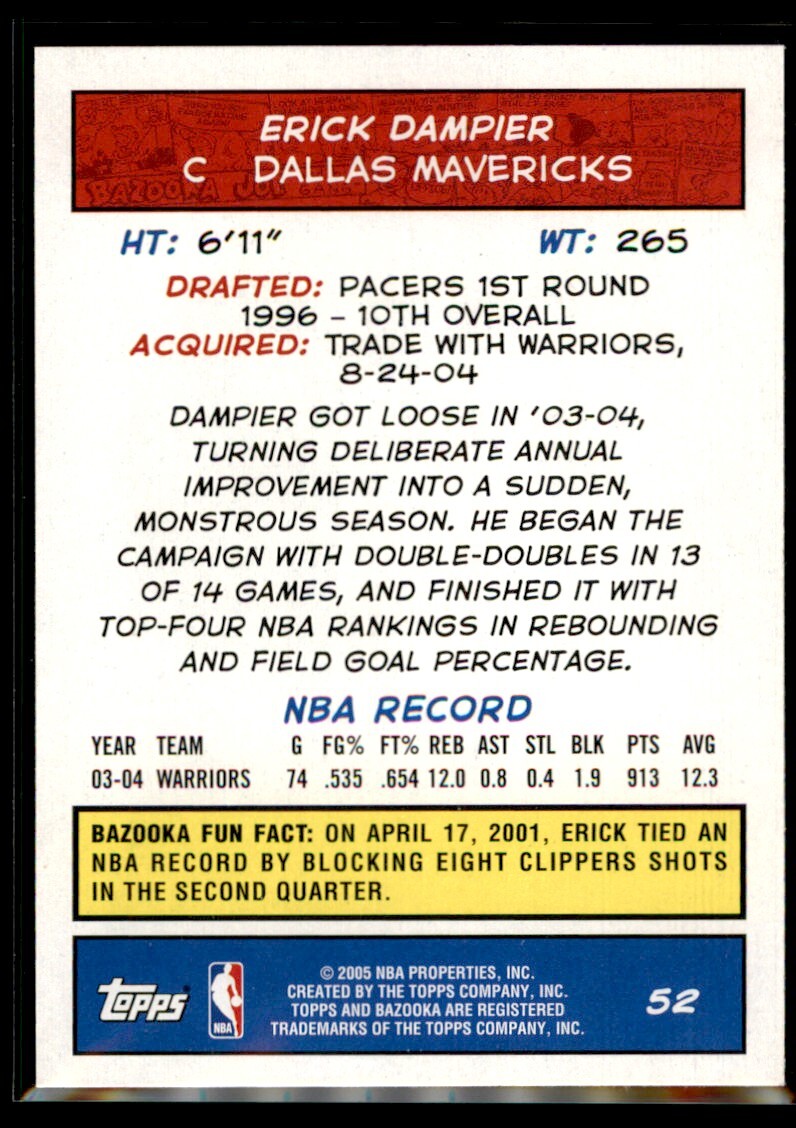 ERICK DAMPIER
C DALLAS MAVERICKS
HT: 6'11" WT: 265
DRAFTED: PACERS 1ST ROUND
1996 – 10TH OVERALL
ACQUIRED: TRADE WITH WARRIORS,
8-24-04
DAMPIER GOT LOOSE IN '03-04,
TURNING DELIBERATE ANNUAL
IMPROVEMENT INTO A SUDDEN,
MONSTROUS SEASON. HE BEGAN THE
CAMPAIGN WITH DOUBLE-DOUBLES IN 13
OF 14 GAMES, AND FINISHED IT WITH
TOP-FOUR NBA RANKINGS IN REBOUNDING
AND FIELD GOAL PERCENTAGE.
NBA RECORD
YEAR TEAM G FG% FT% REB AST STL BLK PTS AVG
03-04 WARRIORS 74 .535 .654 12.0 0.8 0.4 1.9 913 12.3
BAZOOKA FUN FACT: ON APRIL 17, 2001, ERICK TIED AN
NBA RECORD BY BLOCKING EIGHT CLIPPERS SHOTS
IN THE SECOND QUARTER.
topps
NBA
© 2005 NBA PROPERTIES, INC.
CREATED BY THE TOPPS COMPANY, INC.
TOPPS AND BAZOOKA ARE REGISTERED
TRADEMARKS OF THE TOPPS COMPANY, INC.
52